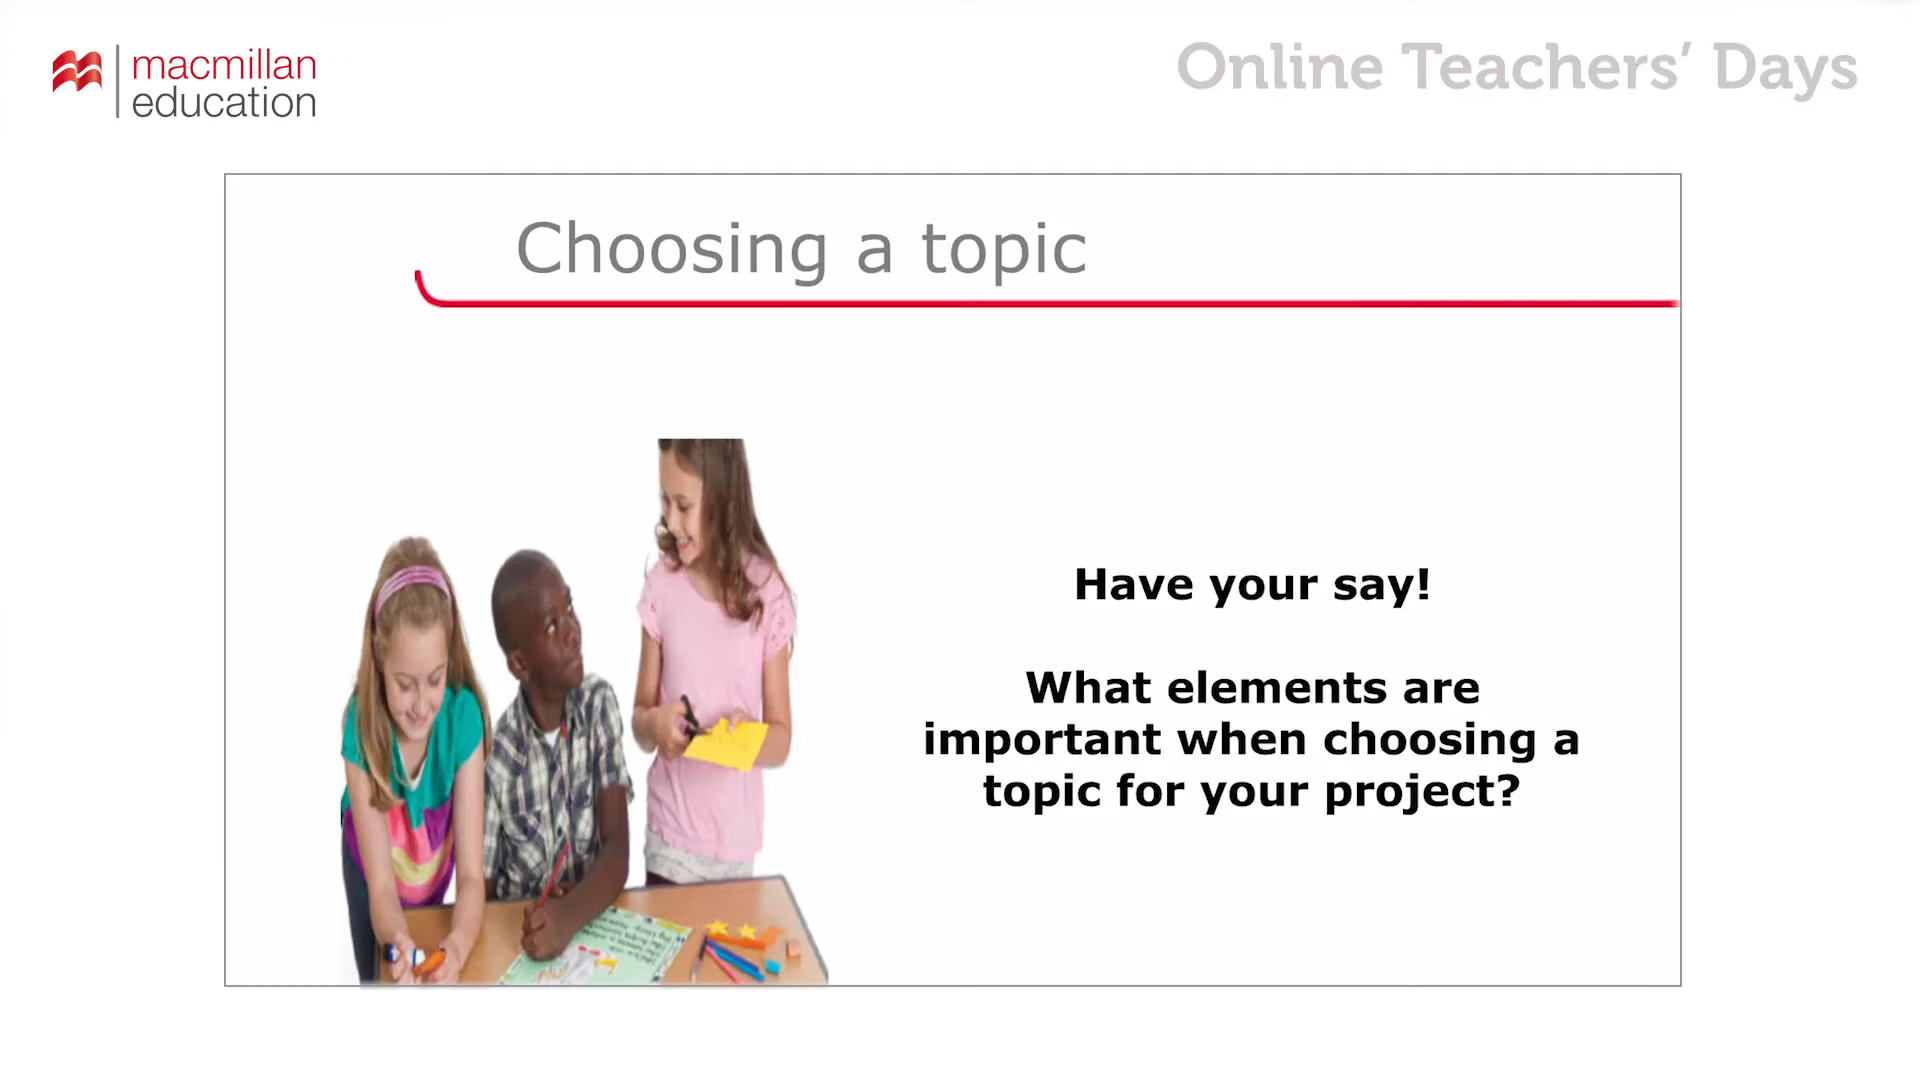 macmillan
education
Online Teachers’ Days
Choosing a topic
Have your say!
What elements are
important when choosing a
topic for your project?